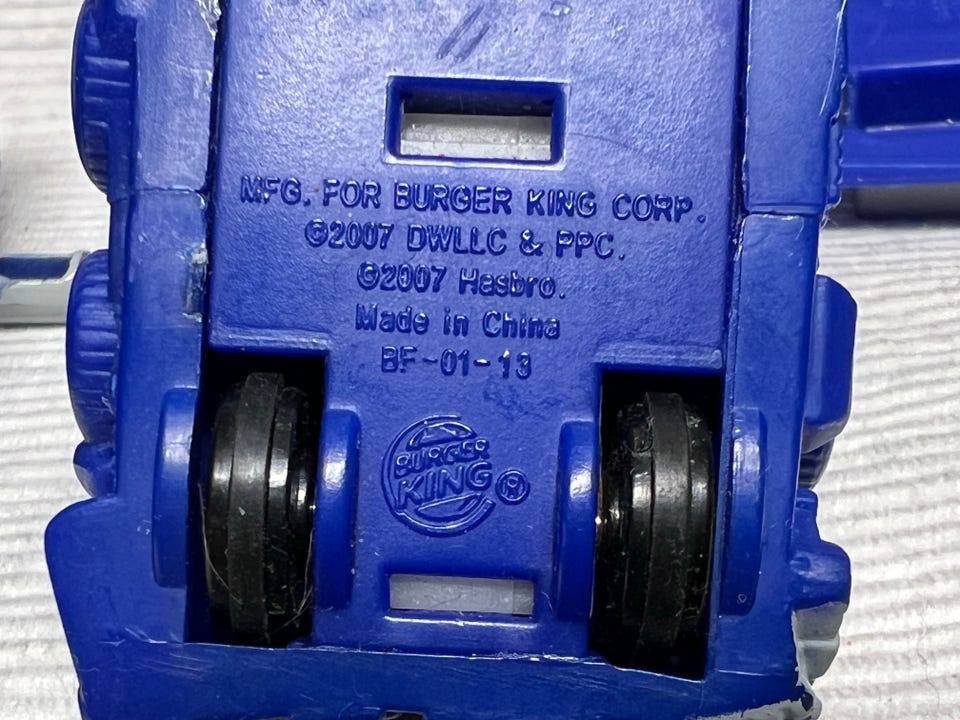 MFG. FOR BURGER KING CORP.
©2007 DWLLC & PPC.
©2007 Hasbro.
Made in China
BF-01-13
BURGER
KING ®